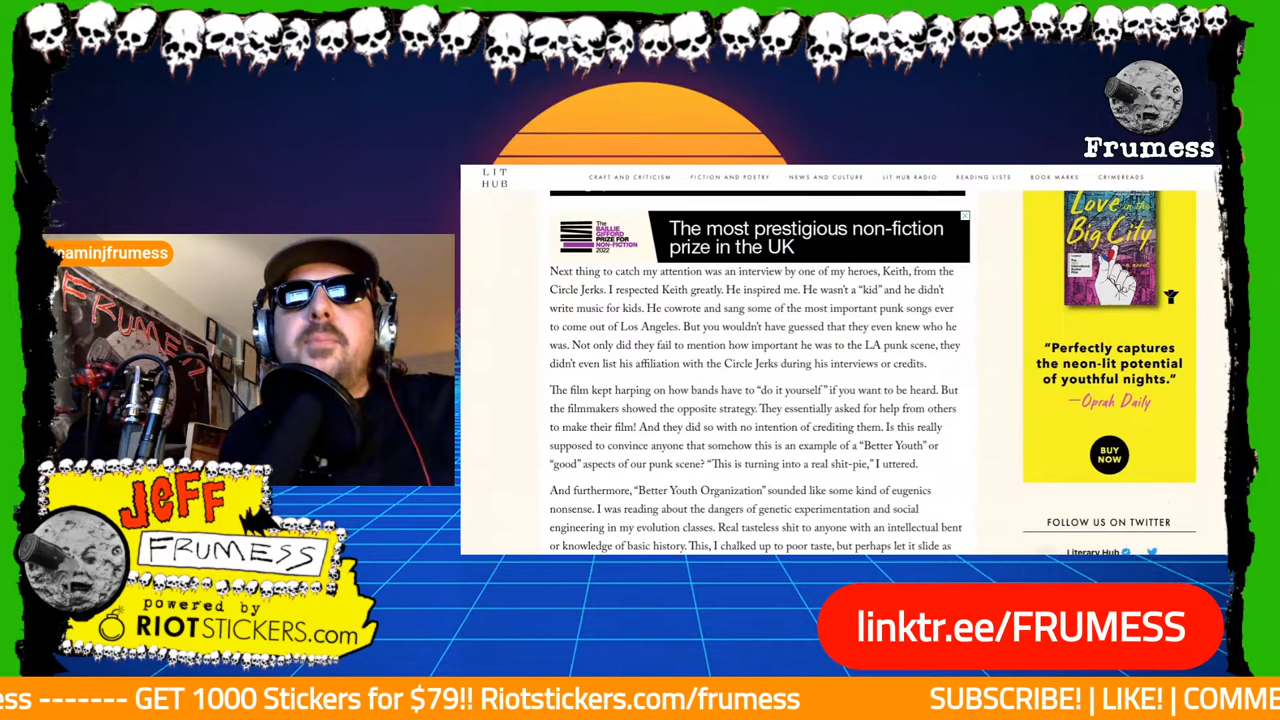 Frumess
LIT
HUB
CRAFT AND CRITICISM
FICTION AND POETRY
NEWS AND CULTURE
LIT HUB RADIO
READING LISTS
BOOK MARKS
CRIMEREADS
The
BAILLIE
GIFFORD
PRIZE FOR
NON-FICTION
2022
The most prestigious non-fiction
prize in the UK
Next thing to catch my attention was an interview by one of my heroes, Keith, from the
Circle Jerks. I respected Keith greatly. He inspired me. He wasn’t a “kid” and he didn’t
write music for kids. He cowrote and sang some of the most important punk songs ever
to come out of Los Angeles. But you wouldn’t have guessed that they even knew who he
was. Not only did they fail to mention how important he was to the LA punk scene, they
didn’t even list his affiliation with the Circle Jerks during his interviews or credits.
The film kept harping on how bands have to “do it yourself” if you want to be heard. But
the filmmakers showed the opposite strategy. They essentially asked for help from others
to make their film! And they did so with no intention of crediting them. Is this really
supposed to convince anyone that somehow this is an example of a “Better Youth” or
“good” aspects of our punk scene? “This is turning into a real shit-pie,” I uttered.
And furthermore, “Better Youth Organization” sounded like some kind of eugenics
nonsense. I was reading about the dangers of genetic experimentation and social
engineering in my evolution classes. Real tasteless shit to anyone with an intellectual bent
or knowledge of basic history. This, I chalked up to poor taste, but perhaps let it slide as
Love in the
Big City
“Perfectly captures
the neon-lit potential
of youthful nights.”
—Oprah Daily
BUY
NOW
FOLLOW US ON TWITTER
Literary Hub
eaminjfrumess
FRUMESS
JEFF
FRUMESS
powered by
RIOTSTICKERS.com
linktr.ee/FRUMESS
ess ------- GET 1000 Stickers for $79!! Riotstickers.com/frumess
SUBSCRIBE! | LIKE! | COMME